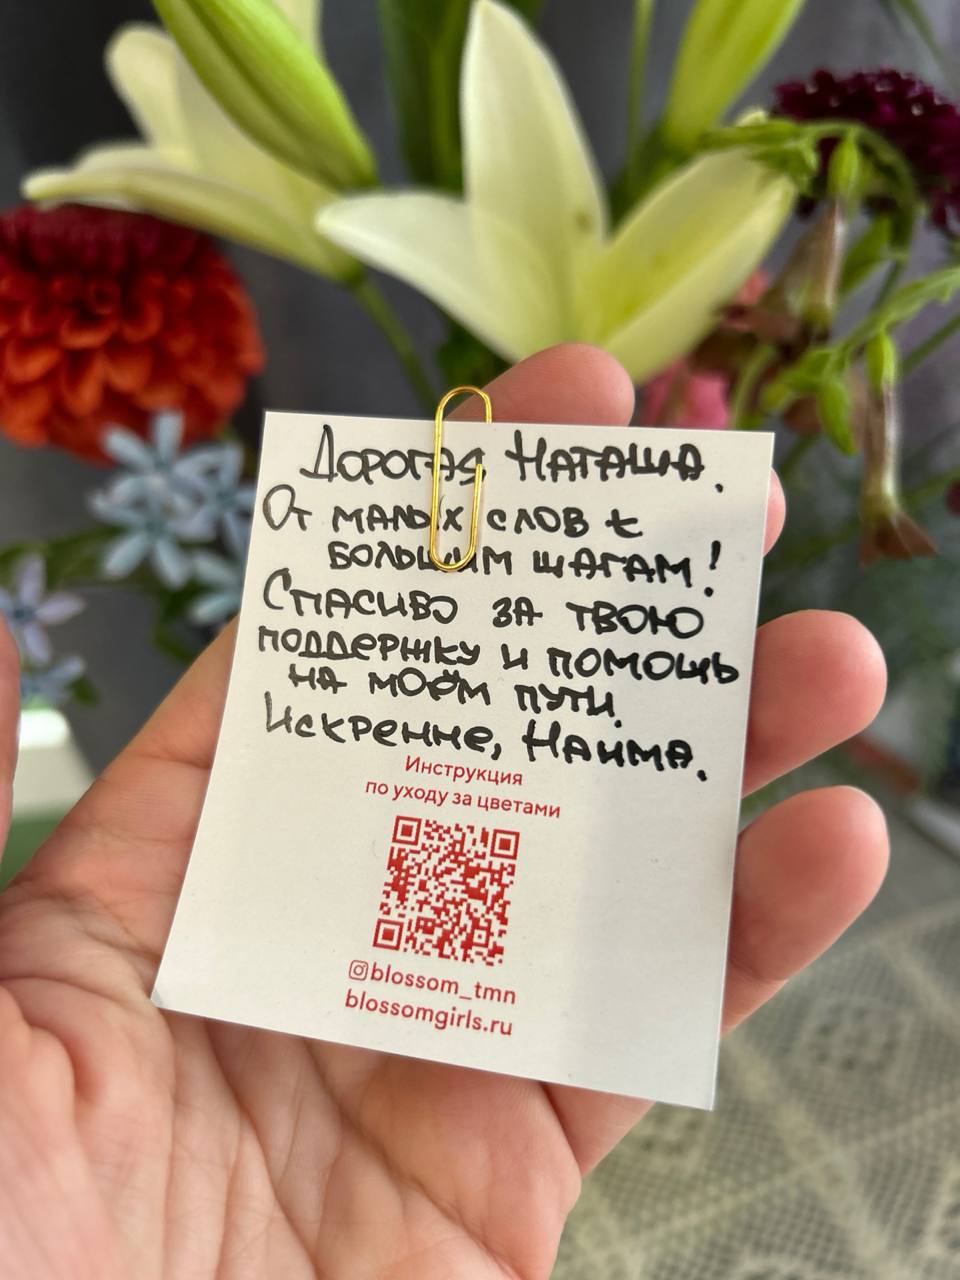 Дорогая Наташа.
От малых слов к
большим шагам!
Спасибо за твою
поддержку и помощь
на моём пути.
Искренне, Наима.
Инструкция
по уходу за цветами
blossom_tmn
blossomgirls.ru